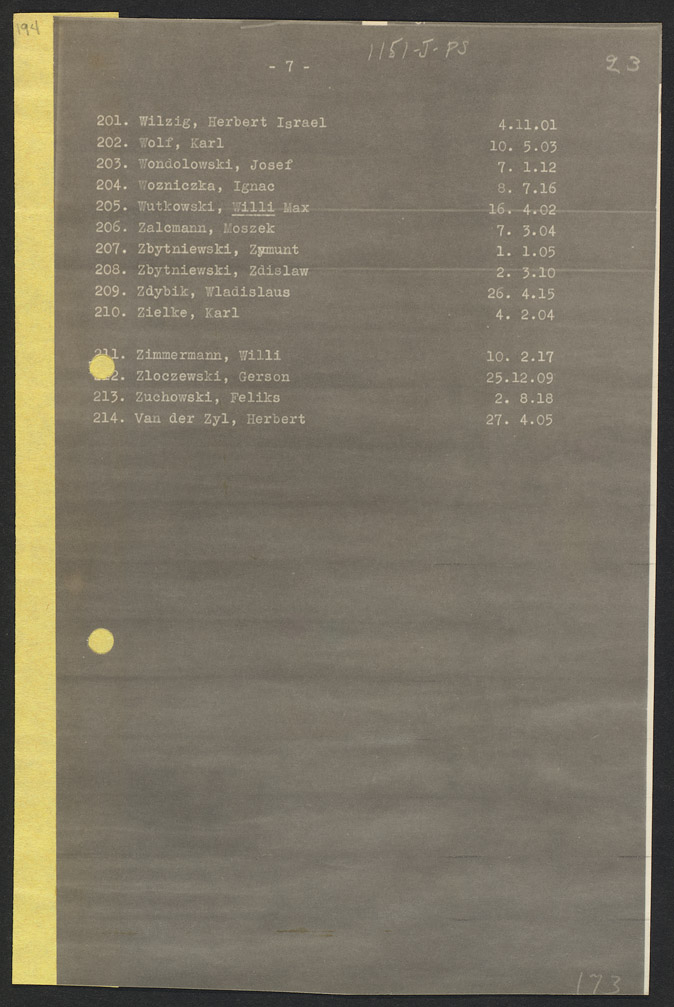 194
- 7 -
1151-J-PS
23
201. Wilzig, Herbert Israel 4.11.01
202. Wolf, Karl 10. 5.03
203. Wondolowski, Josef 7. 1.12
204. Wozniczka, Ignac 8. 7.16
205. Wutkowski, Willi Max 16. 4.02
206. Zalcmann, Moszek 7. 3.04
207. Zbytniewski, Zymunt 1. 1.05
208. Zbytniewski, Zdislaw 2. 3.10
209. Zdybik, Wladislaus 26. 4.15
210. Zielke, Karl 4. 2.04
211. Zimmermann, Willi 10. 2.17
212. Zloczewski, Gerson 25.12.09
213. Zuchowski, Feliks 2. 8.18
214. Van der Zyl, Herbert 27. 4.05
173